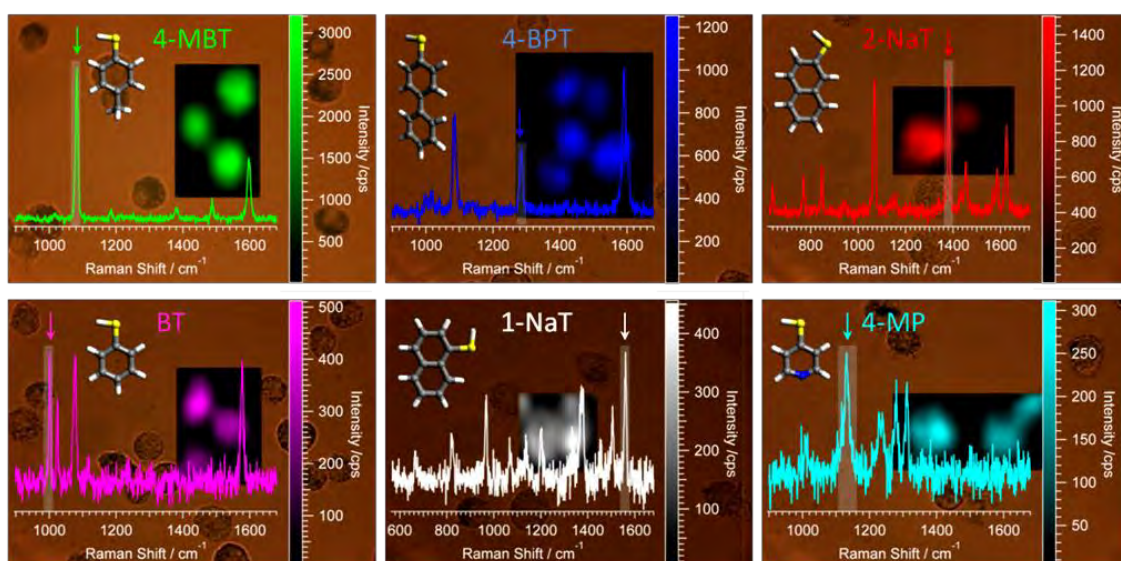 4-MBT
3000
2500
2000
1500
1000
500
Intensity /cps
1000 1200 1400 1600
Raman Shift / cm-1
4-BPT
1200
1000
800
600
400
200
Intensity /cps
1000 1200 1400 1600
Raman Shift / cm-1
2-NaT
1400
1200
1000
800
600
400
200
Intensity /cps
800 1000 1200 1400 1600
Raman Shift / cm-1
BT
500
400
300
200
100
Intensity /cps
1000 1200 1400 1600
Raman Shift / cm-1
1-NaT
400
300
200
100
Intensity /cps
600 800 1000 1200 1400 1600
Raman Shift / cm-1
4-MP
300
250
200
150
100
50
Intensity /cps
1000 1200 1400 1600
Raman Shift / cm-1